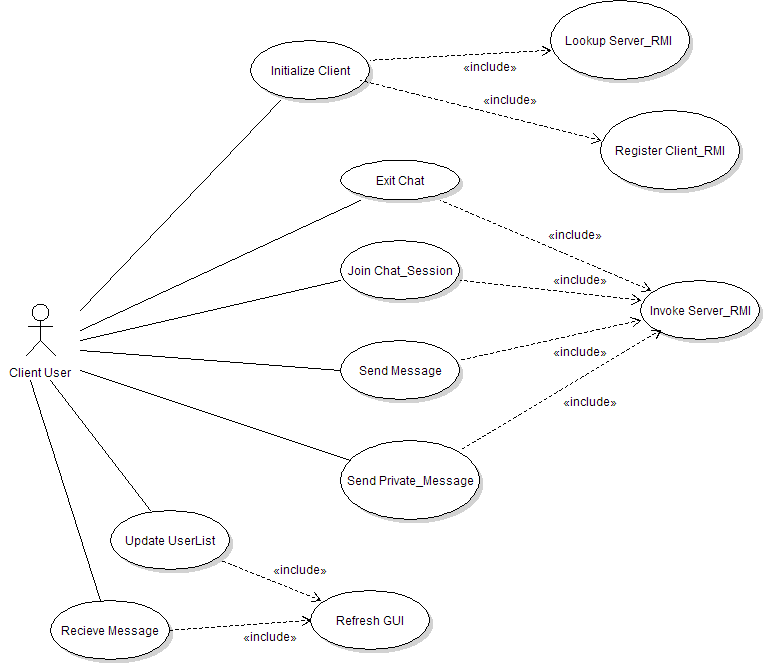 Lookup Server_RMI
Initialize Client
«include»
«include»
Register Client_RMI
Exit Chat
«include»
Join Chat_Session
«include»
Invoke Server_RMI
«include»
Client User
Send Message
«include»
Send Private_Message
Update UserList
«include»
Refresh GUI
Recieve Message
«include»